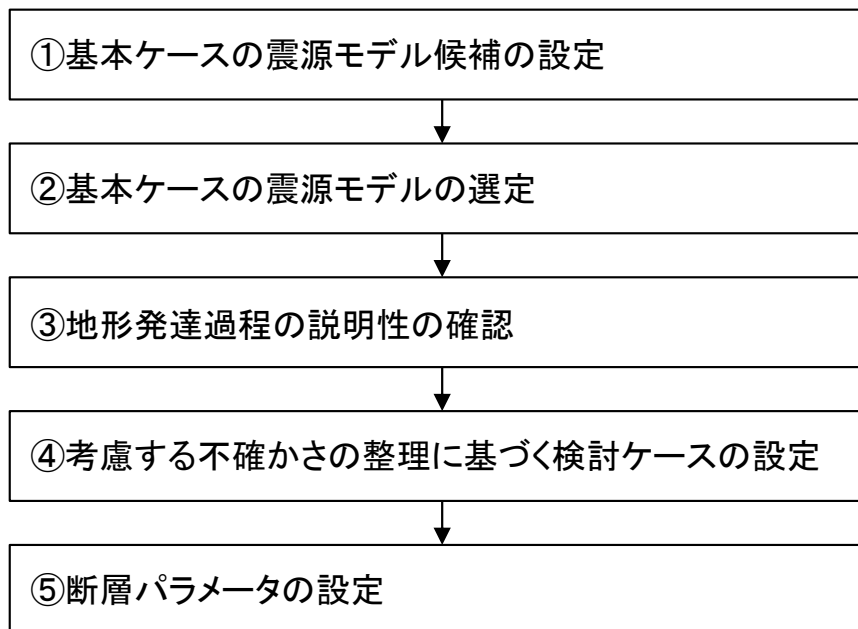 ①基本ケースの震源モデル候補の設定
②基本ケースの震源モデルの選定
③地形発達過程の説明性の確認
④考慮する不確かさの整理に基づく検討ケースの設定
⑤断層パラメータの設定